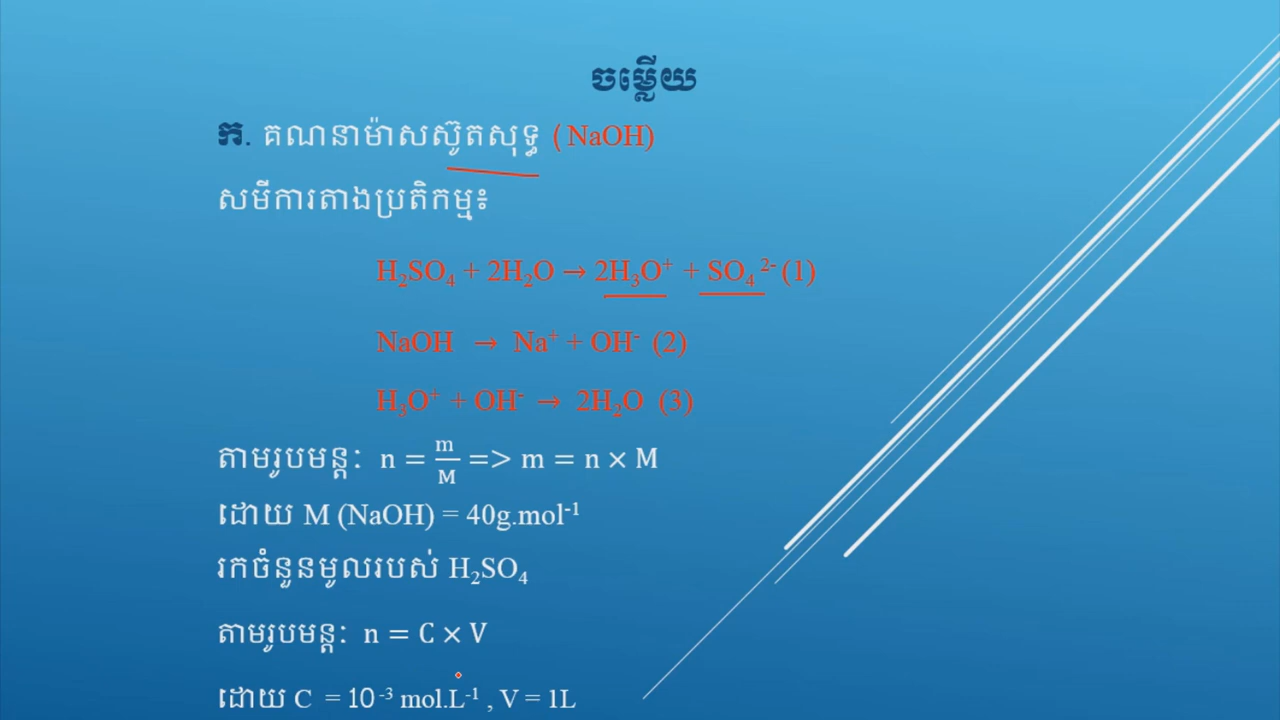 ចម្លើយ
ក. គណនាម៉ាសស៊ូតសុទ្ធ (NaOH)
សមីការតាងប្រតិកម្ម៖
H₂SO₄ + 2H₂O → 2H₃O⁺ + SO₄²⁻ (1)
NaOH → Na⁺ + OH⁻ (2)
H₃O⁺ + OH⁻ → 2H₂O (3)
តាមរូបមន្ត: n = m/M => m = n × M
ដោយ M (NaOH) = 40g.mol⁻¹
រកចំនួនមូលរបស់ H₂SO₄
តាមរូបមន្ត: n = C × V
ដោយ C = 10⁻³ mol.L⁻¹ , V = 1L